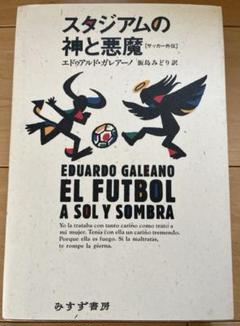 スタジアムの
神と悪魔 [サッカー外伝]
エドゥアルド・ガレアーノ 飯島みどり 訳
EDUARDO GALEANO
EL FUTBOL
A SOL Y SOMBRA
Yo la trataba con tanto cariño como trato a
mi mujer. Tenía con ella un cariño tremendo.
Porque ella es fuego. Si la maltratas,
te rompe la pierna.
みすず書房